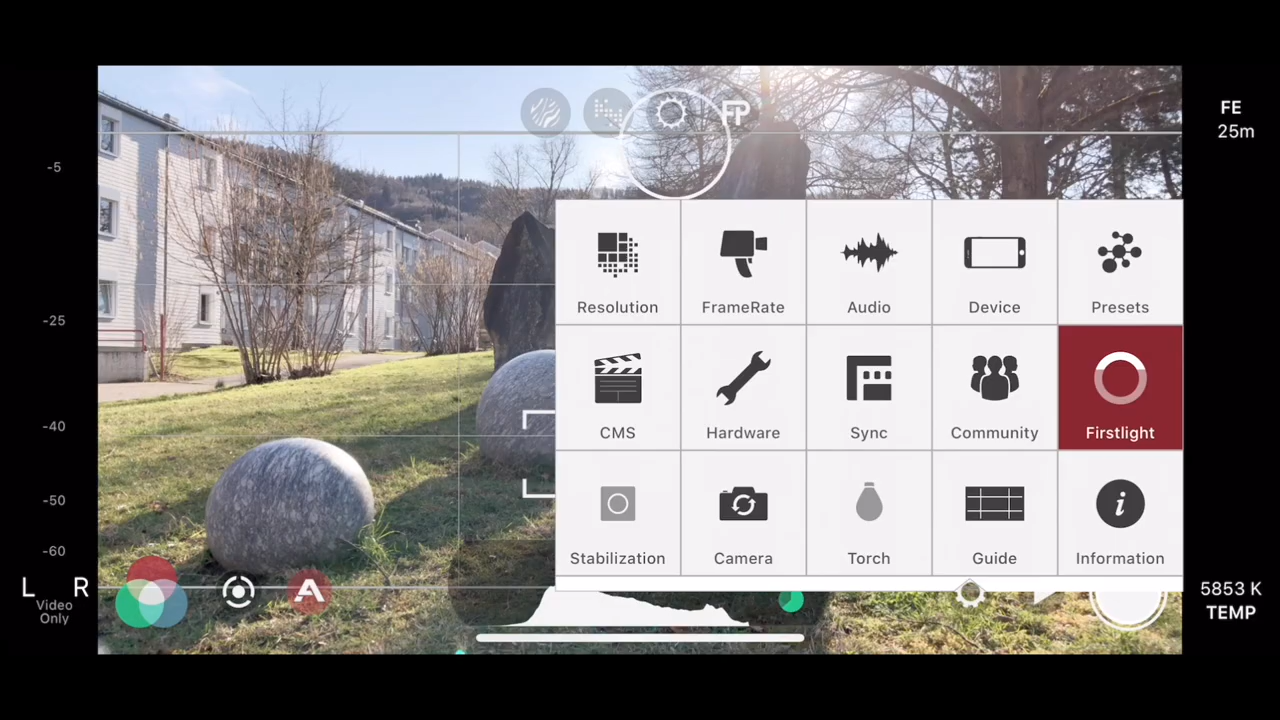 FP
FE
25m
-5
-25
-40
-50
-60
L R
Video
Only
Resolution
FrameRate
Audio
Device
Presets
CMS
Hardware
Sync
Community
Firstlight
Stabilization
Camera
Torch
Guide
i
Information
A
5853 K
TEMP